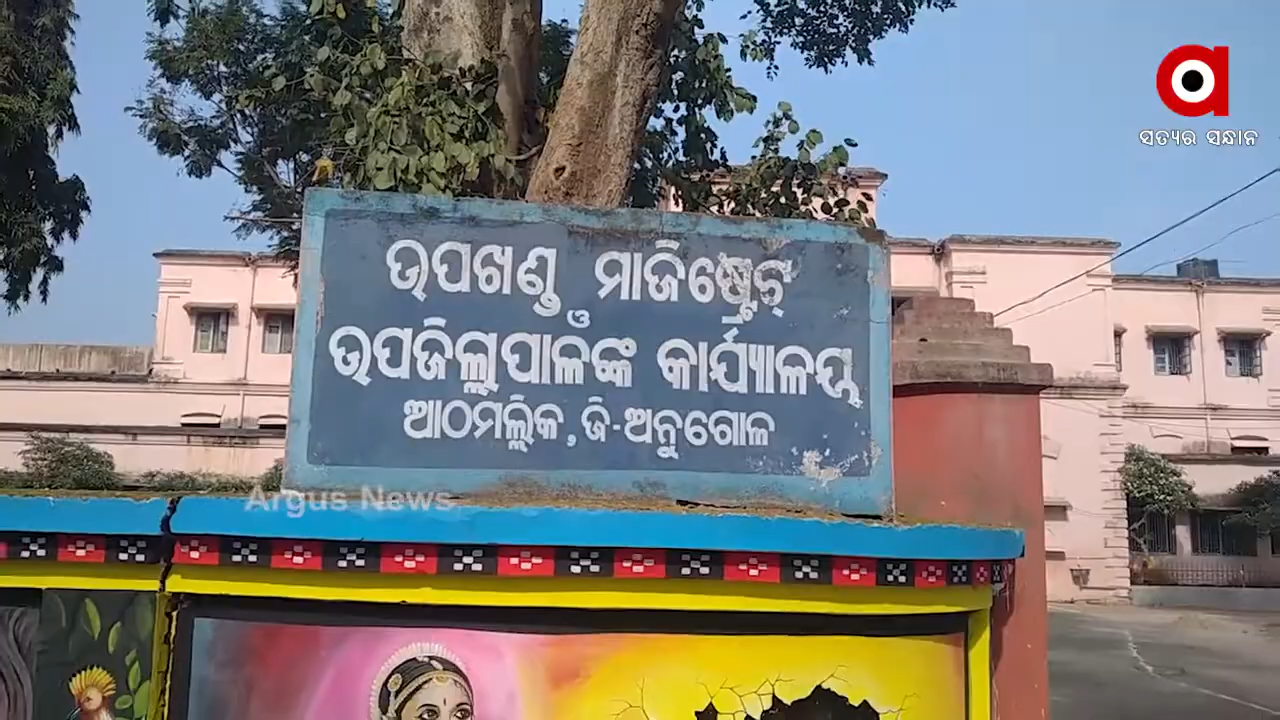 ସତ୍ୟର ସନ୍ଧାନ
ଉପଖଣ୍ଡ ମାଜିଷ୍ଟ୍ରେଟ୍
ଓ
ଉପଜିଲ୍ଲାପାଳଙ୍କ କାର୍ଯ୍ୟାଳୟ
ଆଠମଲ୍ଲିକ, ଜି-ଅନୁଗୋଳ
Argus News